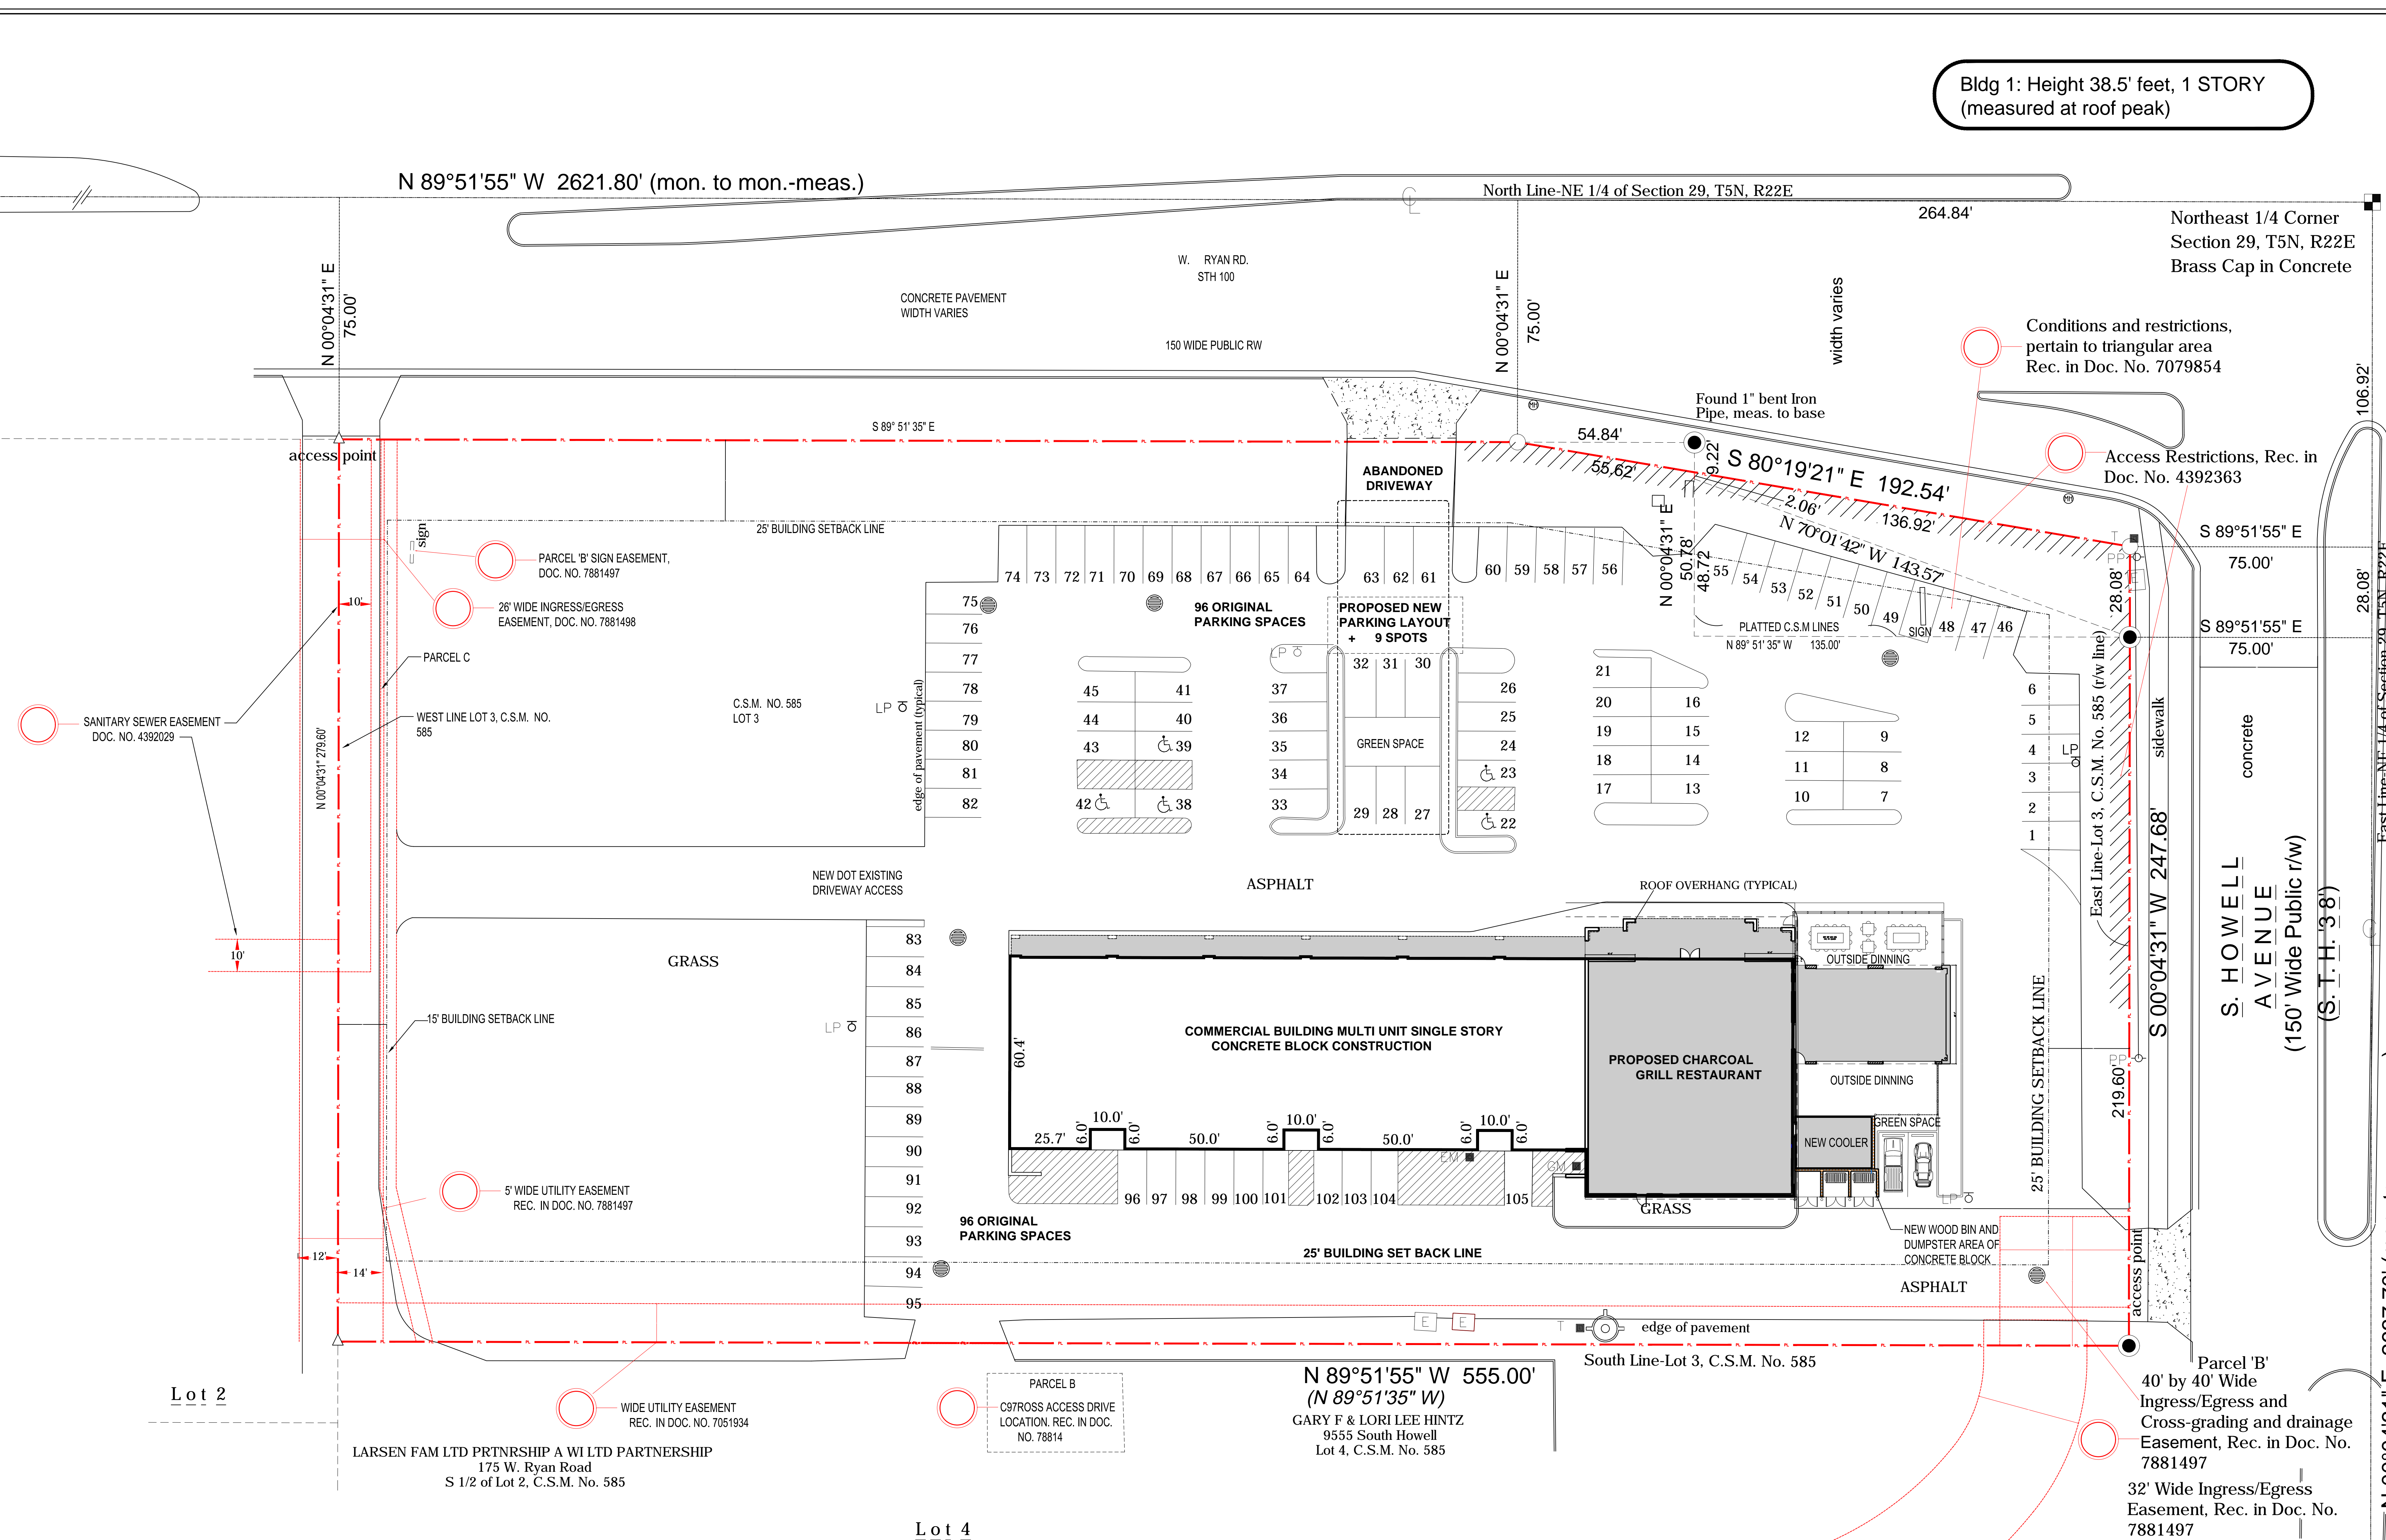 Bldg 1: Height 38.5' feet, 1 STORY
(measured at roof peak)
N 89°51'55" W 2621.80' (mon. to mon.-meas.)
North Line-NE 1/4 of Section 29, T5N, R22E
264.84'
Northeast 1/4 Corner
Section 29, T5N, R22E
Brass Cap in Concrete
W. RYAN RD.
STH 100
CONCRETE PAVEMENT
WIDTH VARIES
150 WIDE PUBLIC RW
N 00°04'31" E
75.00'
N 00°04'31" E
75.00'
width varies
Conditions and restrictions,
pertain to triangular area
Rec. in Doc. No. 7079854
106.92'
Found 1" bent Iron
Pipe, meas. to base
Access Restrictions, Rec. in
Doc. No. 4392363
access point
S 89° 51' 35" E
54.84'
55.62'
9.22'
S 80°19'21" E 192.54'
2.06'
136.92'
N 70°01'42" W 143.57'
N 00°04'31" E
50.78'
48.72
ABANDONED
DRIVEWAY
sign
25' BUILDING SETBACK LINE
S 89°51'55" E
75.00'
28.08'
28.08'
S 89°51'55" E
75.00'
PARCEL 'B' SIGN EASEMENT,
DOC. NO. 7881497
10'
26' WIDE INGRESS/EGRESS
EASEMENT, DOC. NO. 7881498
PARCEL C
74 73 72 71 70 69 68 67 66 65 64
63 62 61
60 59 58 57 56
55 54 53 52 51 50 49 48 47 46
SIGN
PLATTED C.S.M LINES
N 89° 51' 35" W 135.00'
75
76
77
78
79
80
81
82
96 ORIGINAL
PARKING SPACES
PROPOSED NEW
PARKING LAYOUT
+ 9 SPOTS
LP
32 31 30
45 41
44 40
43 39
42 38
37
36
35
34
33
GREEN SPACE
29 28 27
26
25
24
23
22
21
20 16
19 15
18 14
17 13
12 9
11 8
10 7
6
5
4
3
2
1
LP
SANITARY SEWER EASEMENT
DOC. NO. 4392029
WEST LINE LOT 3, C.S.M. NO.
585
N 00°04'31" 279.60'
C.S.M. NO. 585
LOT 3
LP
edge of pavement (typical)
East Line-Lot 3, C.S.M. No. 585 (r/w line)
sidewalk
concrete
S 00°04'31" W 247.68'
S. HOWELL
AVENUE
(150' Wide Public r/w)
(S.T.H. '38')
NEW DOT EXISTING
DRIVEWAY ACCESS
ASPHALT
ROOF OVERHANG (TYPICAL)
10'
GRASS
83
84
85
86
87
88
89
90
91
92
93
94
95
LP
15' BUILDING SETBACK LINE
OUTSIDE DINNING
COMMERCIAL BUILDING MULTI UNIT SINGLE STORY
CONCRETE BLOCK CONSTRUCTION
60.4'
PROPOSED CHARCOAL
GRILL RESTAURANT
OUTSIDE DINNING
GREEN SPACE
NEW COOLER
25' BUILDING SETBACK LINE
219.60'
PP
25.7' 6.0' 10.0' 6.0' 50.0' 6.0' 10.0' 6.0' 50.0' 6.0' 10.0' 6.0'
EM
GM
96 97 98 99 100 101 102 103 104 105
GRASS
LP
5' WIDE UTILITY EASEMENT
REC. IN DOC. NO. 7881497
96 ORIGINAL
PARKING SPACES
25' BUILDING SET BACK LINE
NEW WOOD BIN AND
DUMPSTER AREA OF
CONCRETE BLOCK
ASPHALT
access point
12'
14'
E
E
T
edge of pavement
South Line-Lot 3, C.S.M. No. 585
Lot 2
WIDE UTILITY EASEMENT
REC. IN DOC. NO. 7051934
PARCEL B
C97ROSS ACCESS DRIVE
LOCATION. REC. IN DOC.
NO. 78814
N 89°51'55" W 555.00'
(N 89°51'35" W)
GARY F & LORI LEE HINTZ
9555 South Howell
Lot 4, C.S.M. No. 585
LARSEN FAM LTD PRTNRSHIP A WI LTD PARTNERSHIP
175 W. Ryan Road
S 1/2 of Lot 2, C.S.M. No. 585
Parcel 'B'
40' by 40' Wide
Ingress/Egress and
Cross-grading and drainage
Easement, Rec. in Doc. No.
7881497
32' Wide Ingress/Egress
Easement, Rec. in Doc. No.
7881497
Lot 4